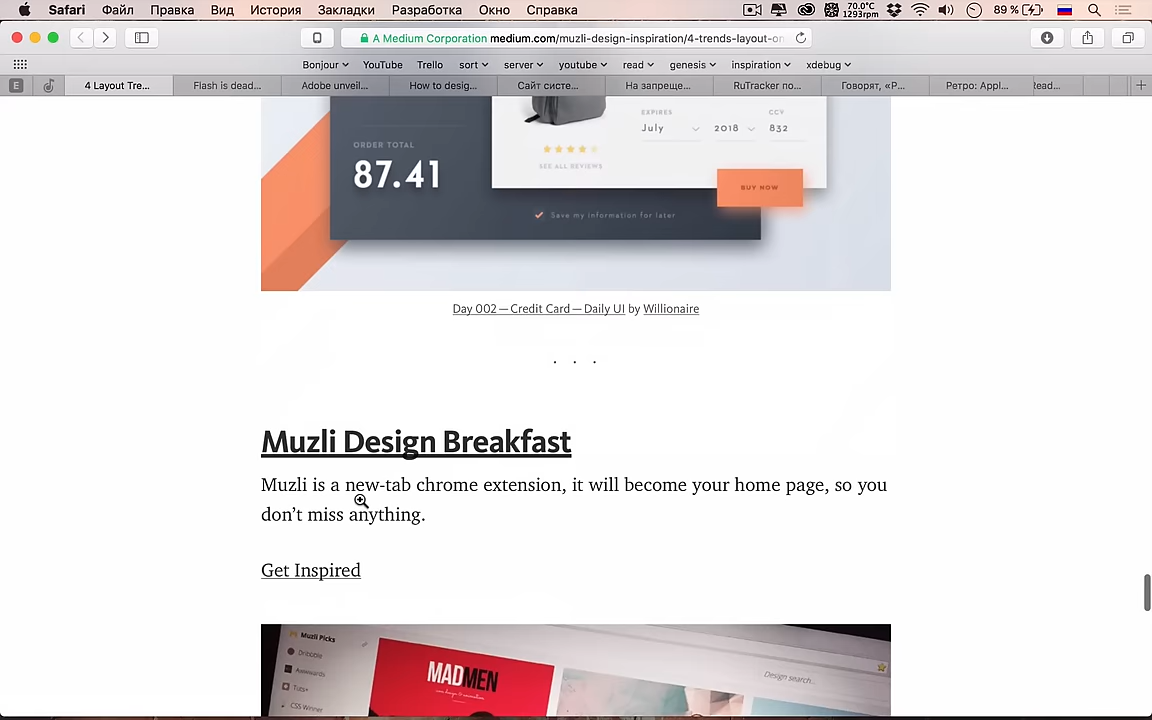 Safari Файл Правка Вид История Закладки Разработка Окно Справка 70.0°C 1293rpm 89 %
A Medium Corporation medium.com/muzli-design-inspiration/4-trends-layout-on
Bonjour YouTube Trello sort server youtube read genesis inspiration xdebug
E 4 Layout Tre... Flash is dead... Adobe unveil... How to desig... Сайт систе... На запреще... RuTracker по... Говорят, «Р... Ретро: Appl... Read...
EXPIRES CCV
July 2018 832
ORDER TOTAL
87.41
SEE ALL REVIEWS
BUY NOW
Save my information for later
Day 002 — Credit Card — Daily UI by Willionaire
. . .
Muzli Design Breakfast
Muzli is a new-tab chrome extension, it will become your home page, so you
don’t miss anything.
Get Inspired
Muzli Picks
Dribbble
Awwwards
Tuts+
CSS Winner
MADMEN
Design search...